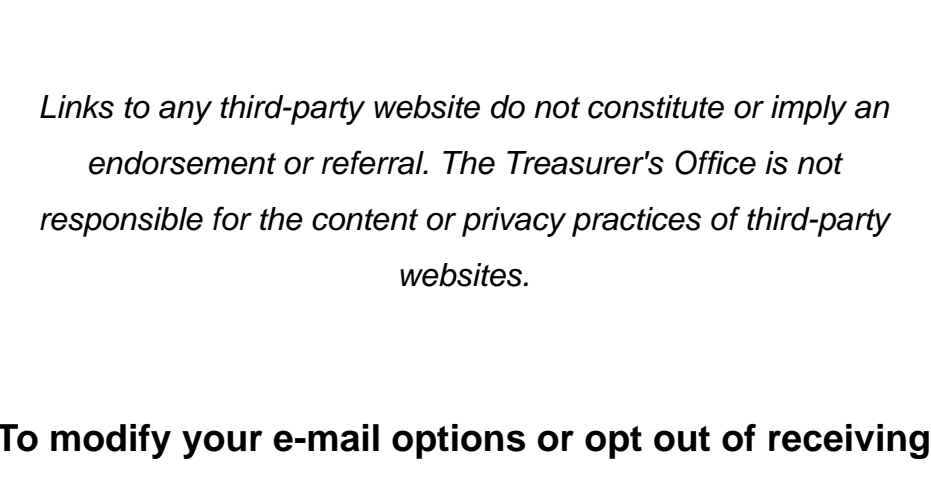 Links to any third-party website do not constitute or imply an
endorsement or referral. The Treasurer's Office is not
responsible for the content or privacy practices of third-party
websites.
To modify your e-mail options or opt out of receiving